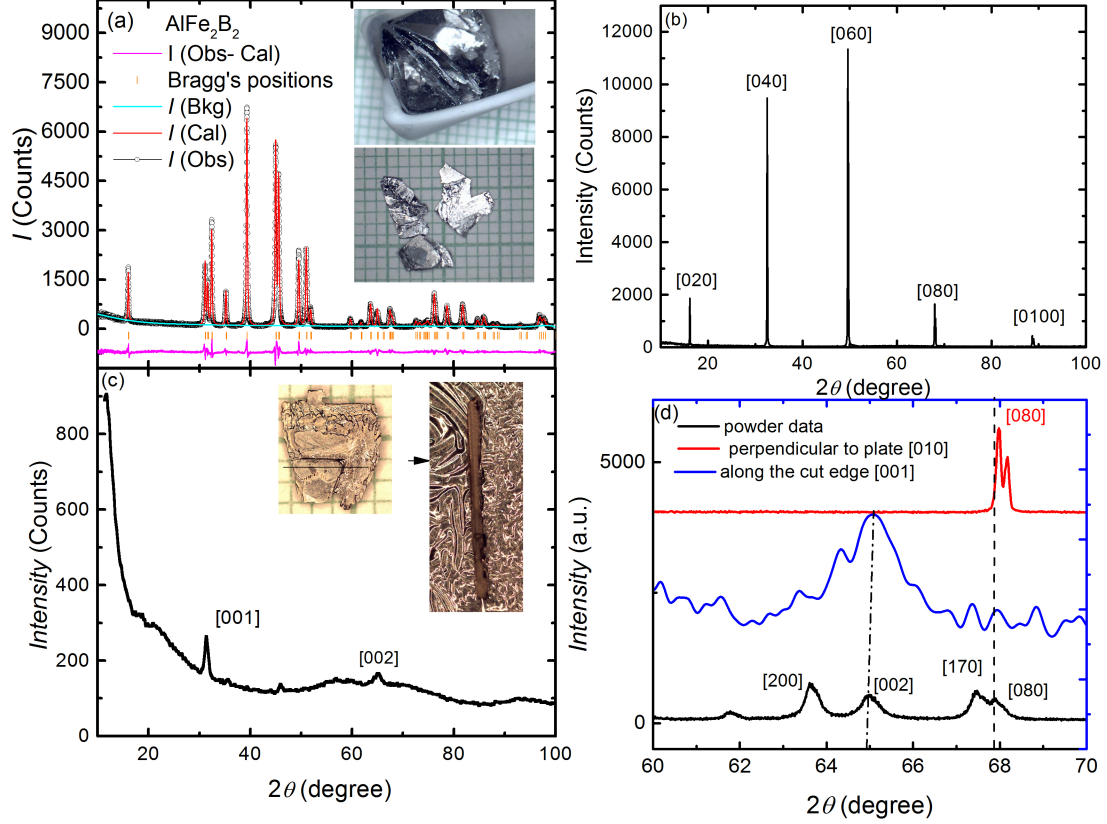 (a)
AlFe₂B₂
I (Obs- Cal)
Bragg's positions
I (Bkg)
I (Cal)
I (Obs)
9000
7500
6000
4500
3000
1500
0
I (Counts)
(b)
[020]
[040]
[060]
[080]
[0100]
12000
10000
8000
6000
4000
2000
0
Intensity (Counts)
20 40 60 80 100
2θ (degree)
(c)
[001]
[002]
800
600
400
200
0
Intensity (Counts)
20 40 60 80 100
2θ (degree)
(d)
powder data
perpendicular to plate [010]
along the cut edge [001]
[080]
[200]
[002]
[170]
[080]
5000
0
Intensity (a.u.)
60 62 64 66 68 70
2θ (degree)